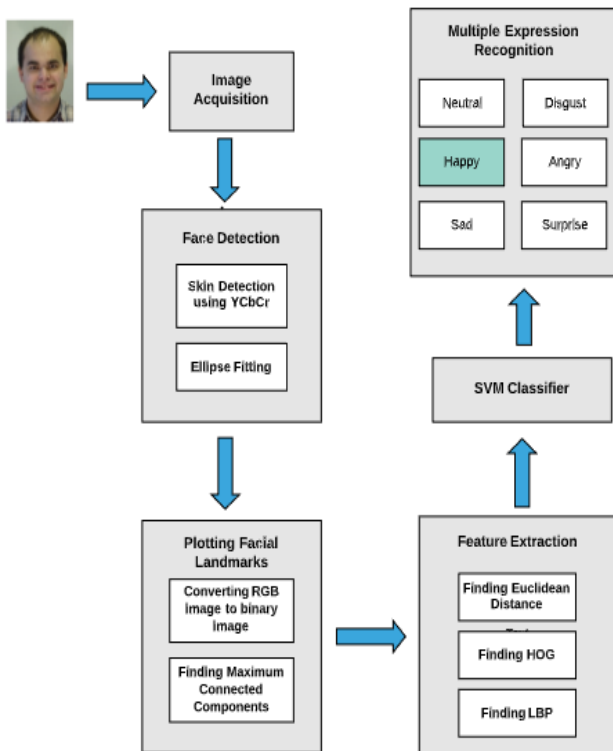 Image
Acquisition
Face Detection
Skin Detection
using YCbCr
Ellipse Fitting
Plotting Facial
Landmarks
Converting RGB
image to binary
image
Finding Maximum
Connected
Components
Feature Extraction
Finding Euclidean
Distance
Finding HOG
Finding LBP
SVM Classifier
Multiple Expression
Recognition
Neutral
Disgust
Happy
Angry
Sad
Surprise